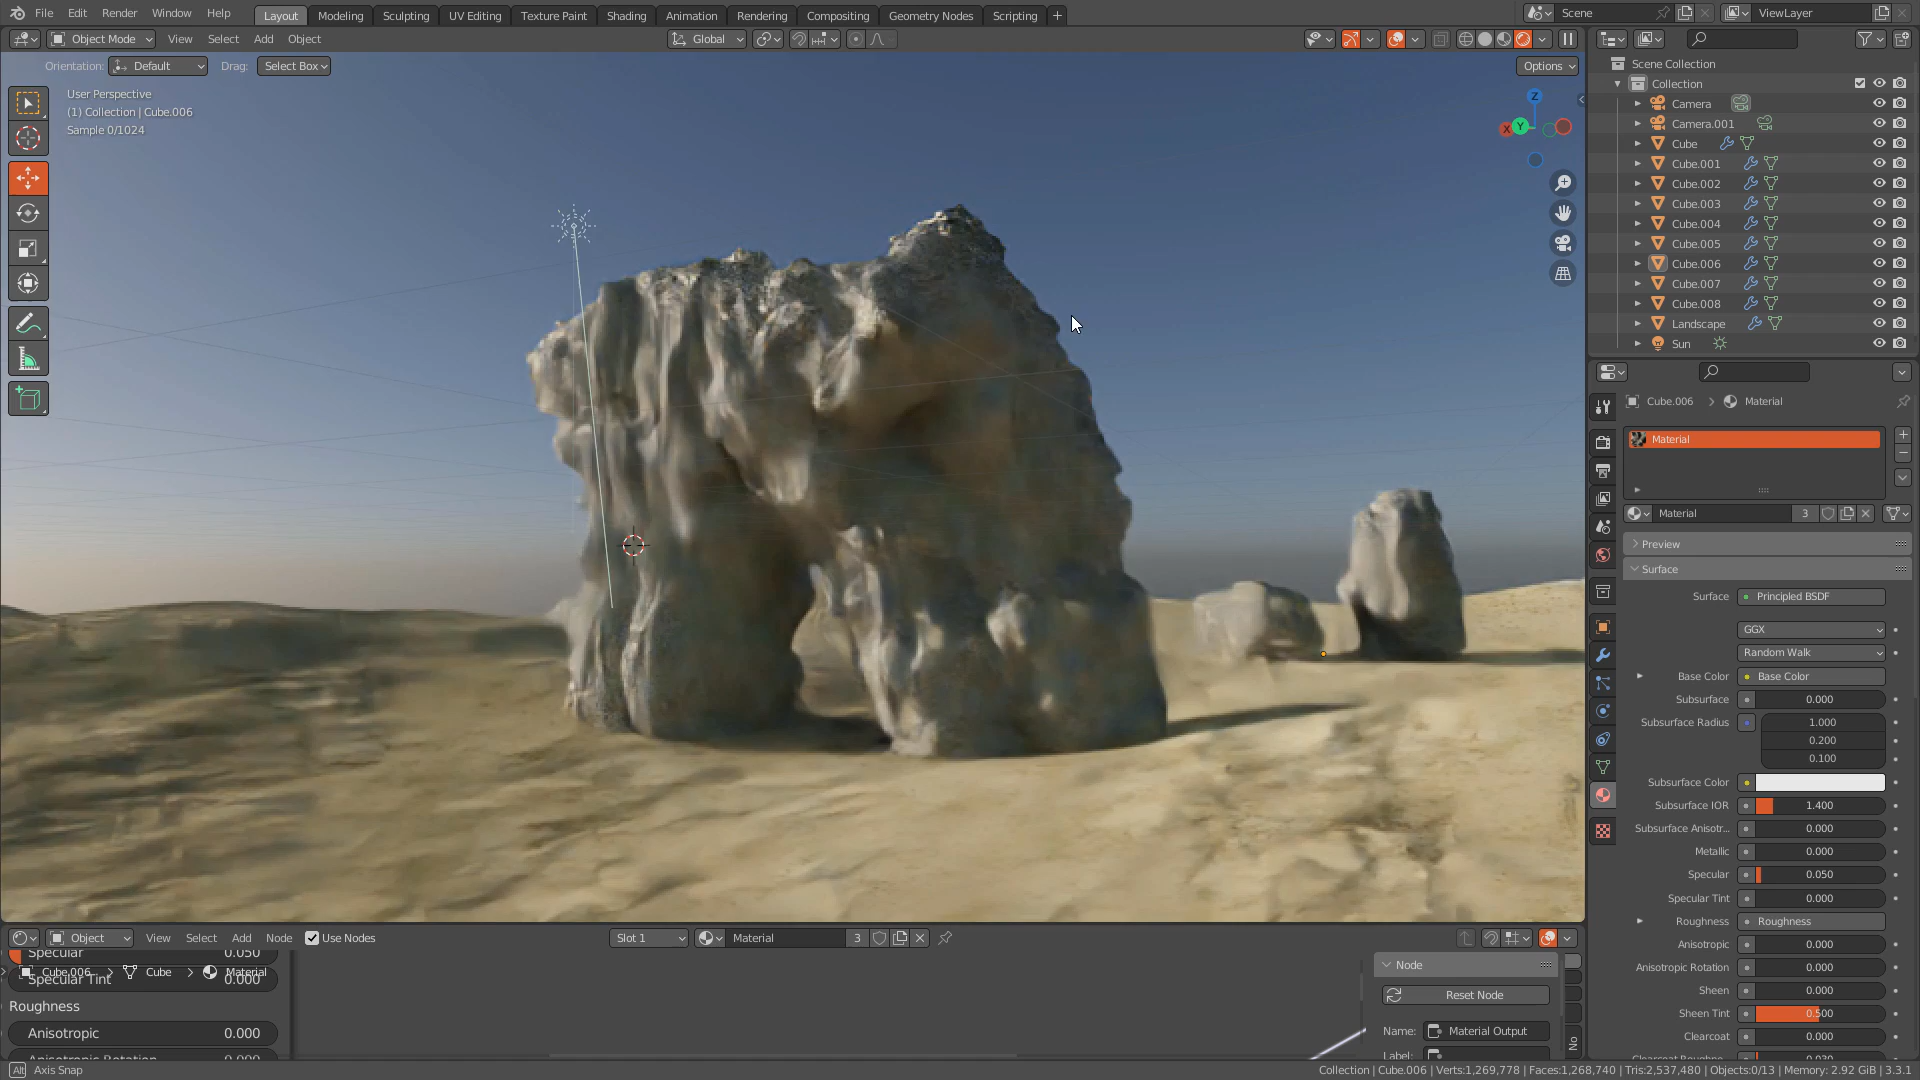 File Edit Render Window Help Layout Modeling Sculpting UV Editing Texture Paint Shading Animation Rendering Compositing Geometry Nodes Scripting + Scene ViewLayer
Object Mode View Select Add Object Global
Orientation: Default Drag: Select Box Options
User Perspective
(1) Collection | Cube.006
Sample 0/1024
Z
X Y
Scene Collection
Collection
Camera
Camera.001
Cube
Cube.001
Cube.002
Cube.003
Cube.004
Cube.005
Cube.006
Cube.007
Cube.008
Landscape
Sun
Cube.006 > Material
Material
Material 3
Preview
Surface
Surface Principled BSDF
GGX
Random Walk
Base Color Base Color
Subsurface 0.000
Subsurface Radius 1.000
0.200
0.100
Subsurface Color
Subsurface IOR 1.400
Subsurface Anisotr... 0.000
Metallic 0.000
Specular 0.050
Specular Tint 0.000
Roughness Roughness
Anisotropic 0.000
Anisotropic Rotation 0.000
Sheen 0.000
Sheen Tint 0.500
Clearcoat 0.000
Clearcoat Roughne... 0.030
Object View Select Add Node Use Nodes Slot 1 Material 3
Specular 0.050
Cube.006 > Cube > Material
Specular Tint 0.000
Roughness
Anisotropic 0.000
Anisotropic Rotation 0.000
Node
Reset Node
Name: Material Output
Label:
No
Alt Axis Snap
Collection | Cube.006 | Verts:1,269,778 | Faces:1,268,740 | Tris:2,537,480 | Objects:0/13 | Memory: 2.92 GiB | 3.3.1